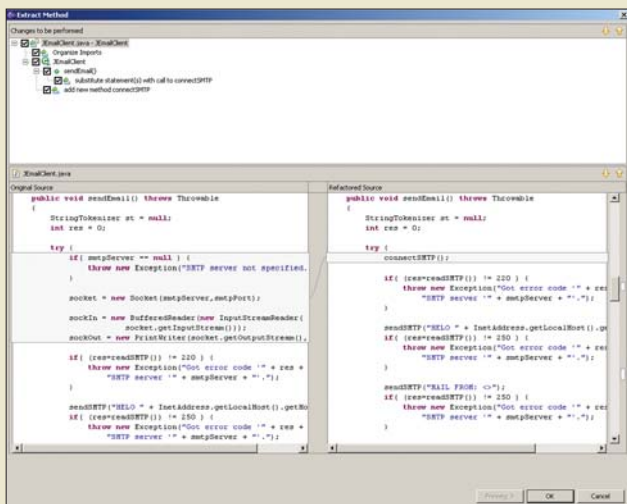 Extract Method
Changes to be performed
JEmailClient.java - JEmailClient
Organize Imports
JEmailClient
sendEmail()
substitute statement(s) with call to connectSMTP
add new method connectSMTP
JEmailClient.java
Original Source
public void sendEmail() throws Throwable
{
StringTokenizer st = null;
int res = 0;
try {
if( smtpServer == null ) {
throw new Exception("SMTP server not specified.
}
socket = new Socket(smtpServer,smtpPort);
sockIn = new BufferedReader(new InputStreamReader(
socket.getInputStream()));
sockOut = new PrintWriter(socket.getOutputStream(),
if( (res=readSMTP()) != 220 ) {
throw new Exception("Got error code '" + res +
"SMTP server '" + smtpServer + "'.");
}
sendSMTP("HELO " + InetAddress.getLocalHost().getHo
if( (res=readSMTP()) != 250 ) {
throw new Exception("Got error code '" + res +
"SMTP server '" + smtpServer + "'.");
Refactored Source
public void sendEmail() throws Throwable
{
StringTokenizer st = null;
int res = 0;
try {
connectSMTP();
if( (res=readSMTP()) != 220 ) {
throw new Exception("Got error code '" + res
"SMTP server '" + smtpServer + "'.");
}
sendSMTP("HELO " + InetAddress.getLocalHost().ge
if( (res=readSMTP()) != 250 ) {
throw new Exception("Got error code '" + res
"SMTP server '" + smtpServer + "'.");
}
sendSMTP("MAIL FROM: <>");
if( (res=readSMTP()) != 250 ) {
throw new Exception("Got error code '" + res
"SMTP server '" + smtpServer + "'.");
}
OK
Cancel